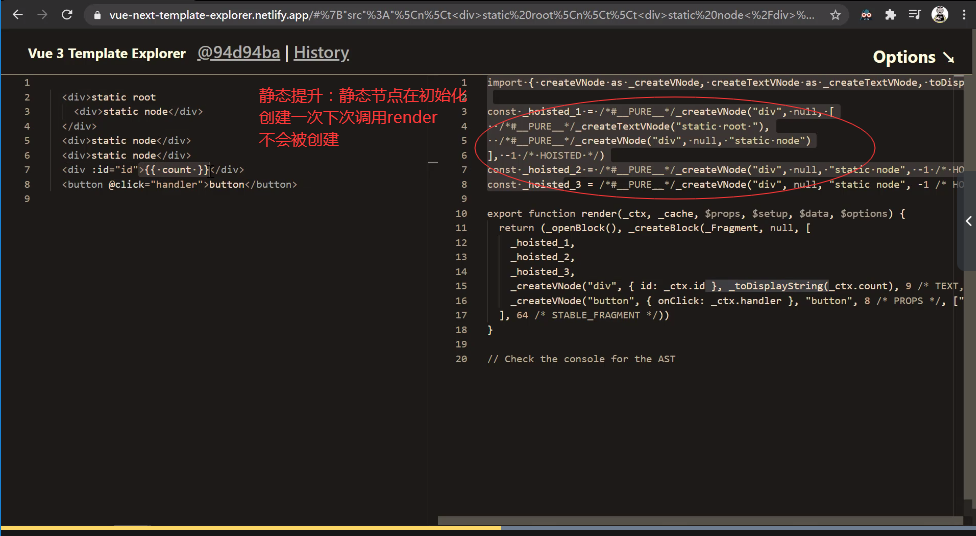 vue-next-template-explorer.netlify.app/#%7B"src"%3A"%5Cn%5Ct<div>static%20root%5Cn%5Ct%5Ct<div>static%20node<%2Fdiv>%...
Vue 3 Template Explorer @94d94ba | History
Options ↘
1
2 <div>static root
3 <div>static node</div>
4 </div>
5 <div>static node</div>
6 <div>static node</div>
7 <div :id="id">{{ count }}</div>
8 <button @click="handler">button</button>
9
静态提升：静态节点在初始化
创建一次下次调用render
不会被创建
1 import { createVNode as _createVNode, createTextVNode as _createTextVNode, toDisp
2
3 const _hoisted_1 = /*#__PURE__*/_createVNode("div", null, [
4 /*#__PURE__*/_createTextVNode("static root "),
5 /*#__PURE__*/_createVNode("div", null, "static node")
6 ], -1 /* HOISTED */)
7 const _hoisted_2 = /*#__PURE__*/_createVNode("div", null, "static node", -1 /* HO
8 const _hoisted_3 = /*#__PURE__*/_createVNode("div", null, "static node", -1 /* HO
9
10 export function render(_ctx, _cache, $props, $setup, $data, $options) {
11 return (_openBlock(), _createBlock(_Fragment, null, [
12 _hoisted_1,
13 _hoisted_2,
14 _hoisted_3,
15 _createVNode("div", { id: _ctx.id }, _toDisplayString(_ctx.count), 9 /* TEXT,
16 _createVNode("button", { onClick: _ctx.handler }, "button", 8 /* PROPS */, ["
17 ], 64 /* STABLE_FRAGMENT */))
18 }
19
20 // Check the console for the AST